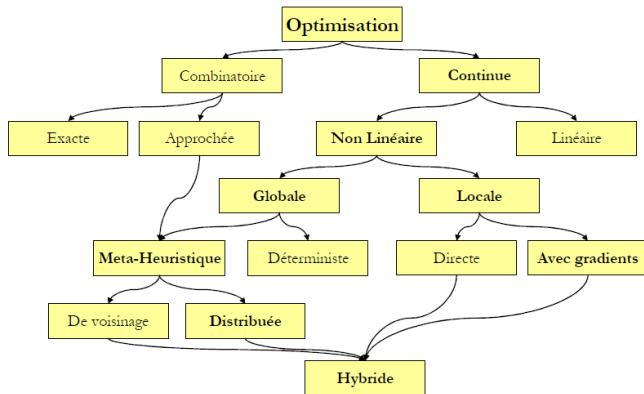 Optimisation
Combinatoire
Continue
Exacte
Approchée
Non Linéaire
Linéaire
Globale
Locale
Meta-Heuristique
Déterministe
Directe
Avec gradients
De voisinage
Distribuée
Hybride